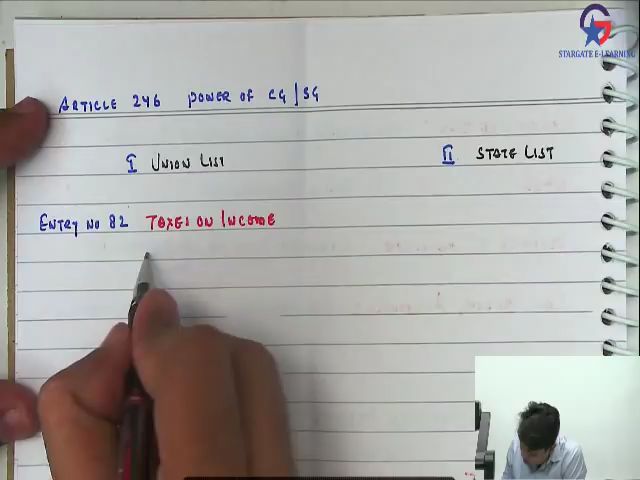 STARGATE E-LEARNING
ARTICLE 246 POWER OF CG | SG
I UNION LIST
II STATE LIST
ENTRY NO 82 TAXES ON INCOME